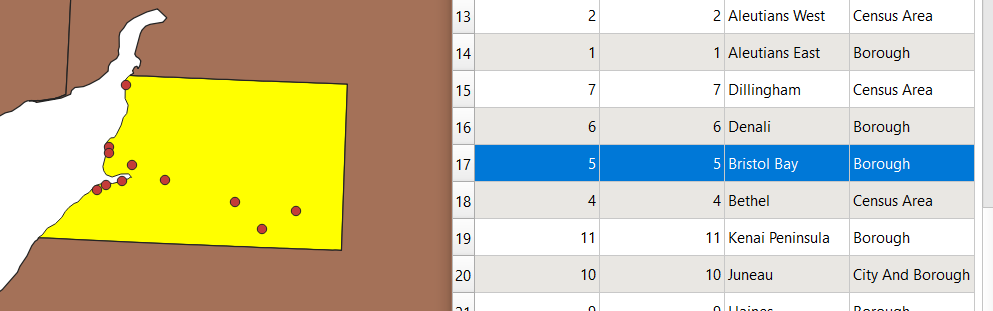 13 2 2 Aleutians West Census Area
14 1 1 Aleutians East Borough
15 7 7 Dillingham Census Area
16 6 6 Denali Borough
17 5 5 Bristol Bay Borough
18 4 4 Bethel Census Area
19 11 11 Kenai Peninsula Borough
20 10 10 Juneau City And Borough
21 9 9 Haines Borough